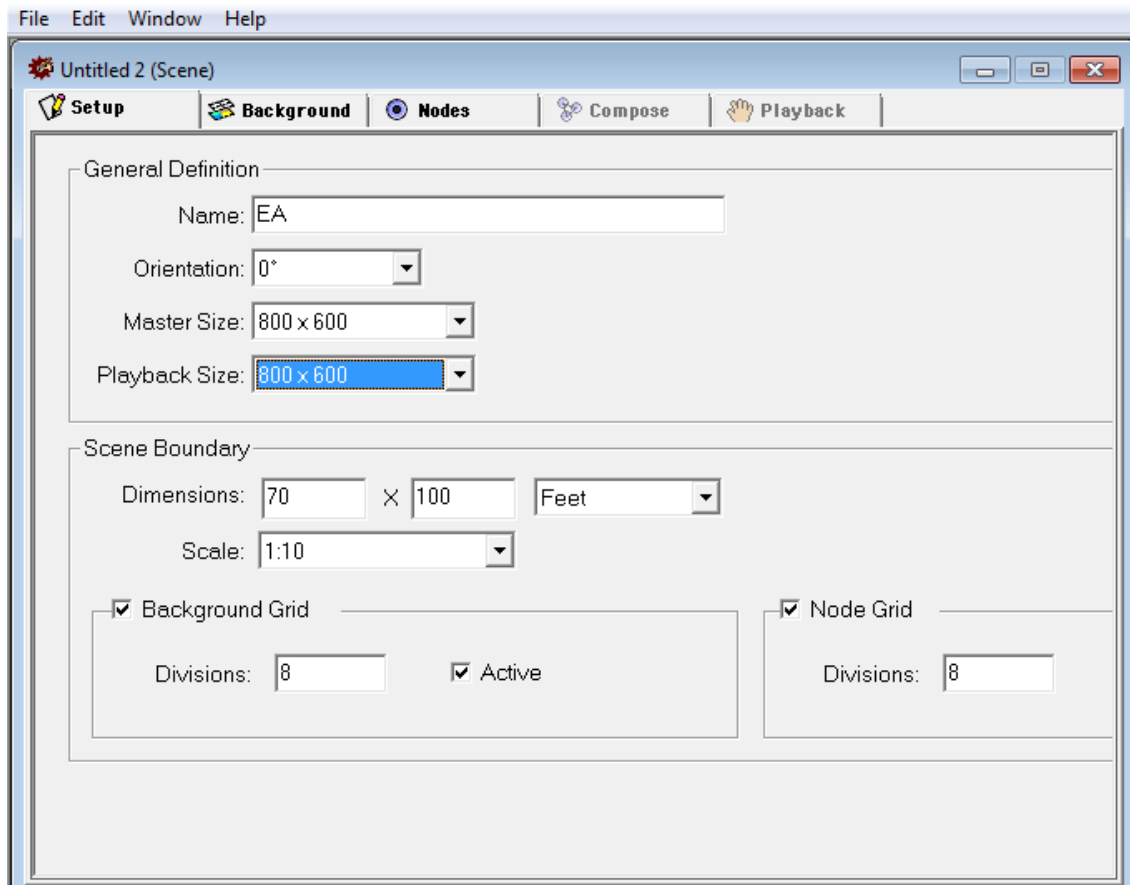 File Edit Window Help
Untitled 2 (Scene)
Setup Background Nodes Compose Playback
General Definition
Name: EA
Orientation: 0°
Master Size: 800 x 600
Playback Size: 800 x 600
Scene Boundary
Dimensions: 70 X 100 Feet
Scale: 1:10
Background Grid Node Grid
Divisions: 8 Active Divisions: 8